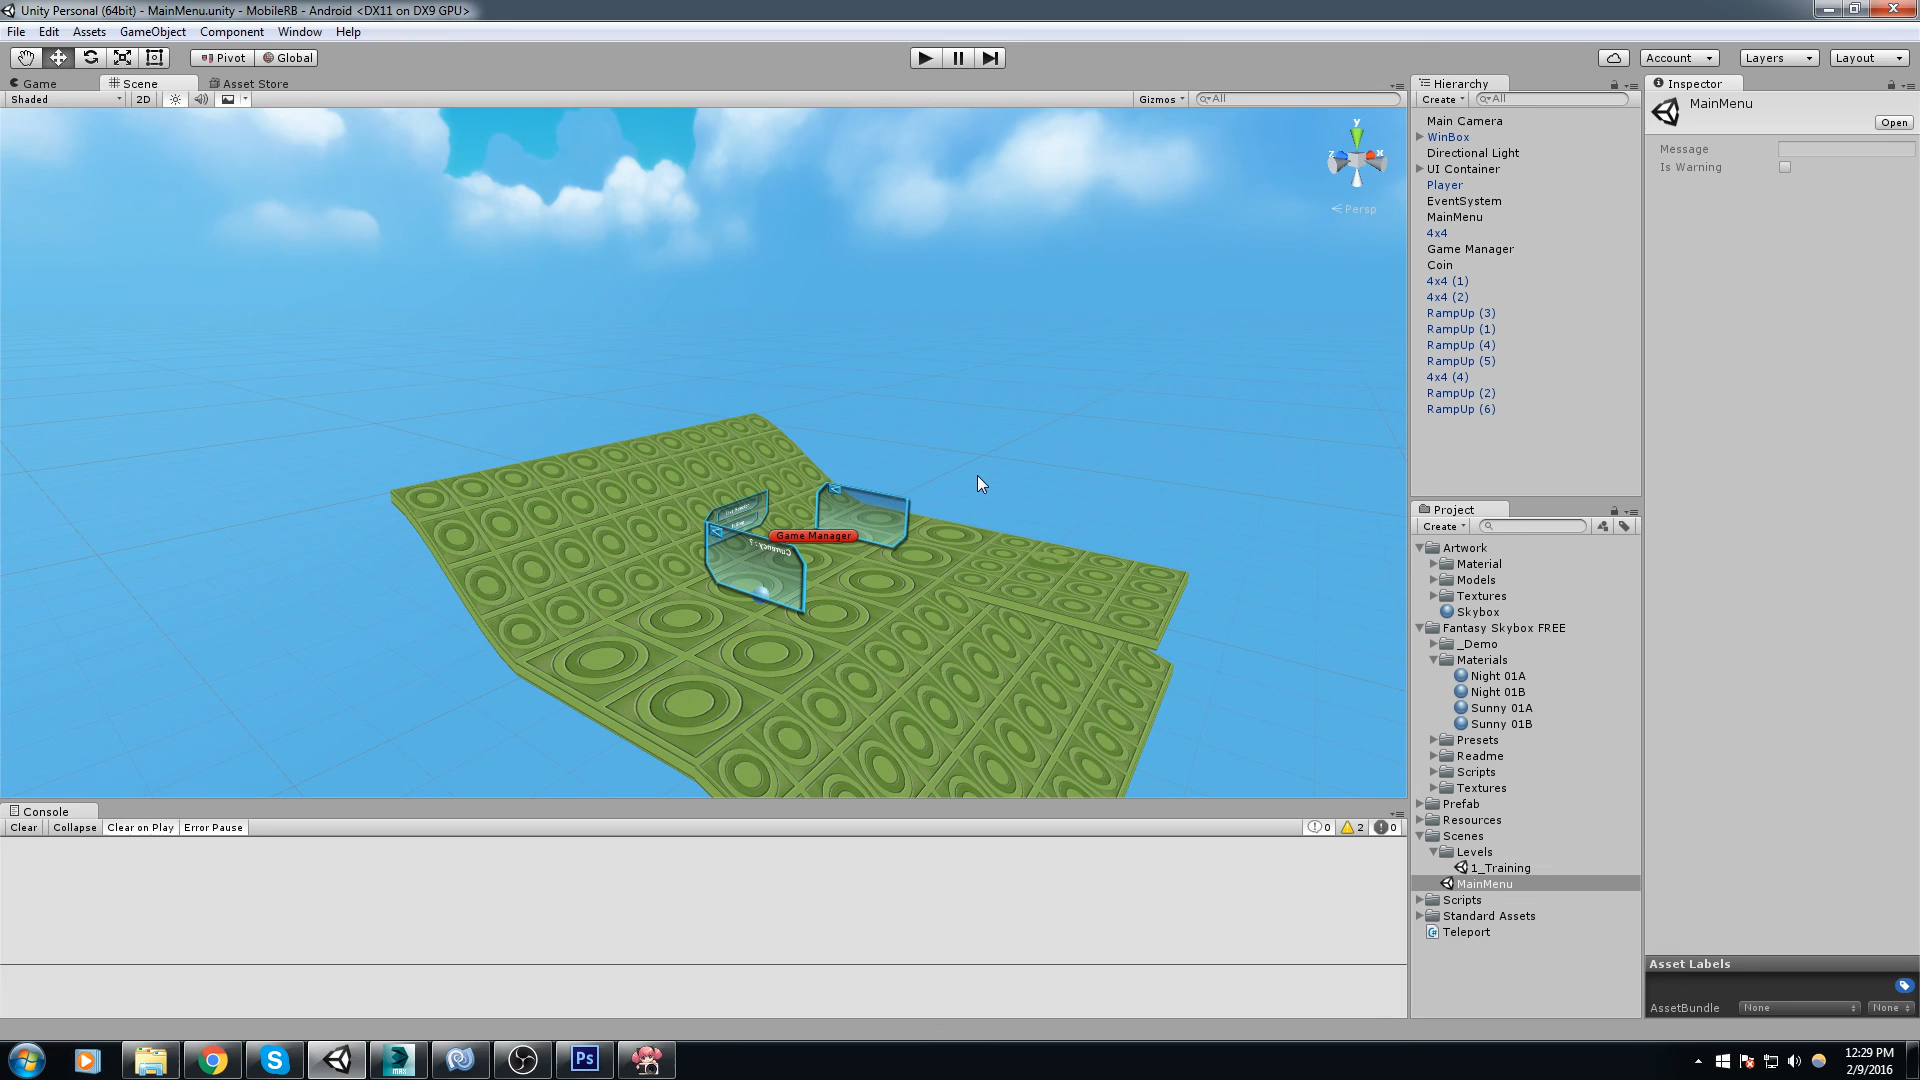 Unity Personal (64bit) - MainMenu.unity - MobileRB - Android <DX11 on DX9 GPU>
File Edit Assets GameObject Component Window Help
Pivot Global Account Layers Layout
Game Scene Asset Store
Shaded 2D Gizmos All
y
z x
Persp
Game Manager
Currency : 3
Hierarchy
Create All
Main Camera
WinBox
Directional Light
UI Container
Player
EventSystem
MainMenu
4x4
Game Manager
Coin
4x4 (1)
4x4 (2)
RampUp (3)
RampUp (1)
RampUp (4)
RampUp (5)
4x4 (4)
RampUp (2)
RampUp (6)
Project
Create
Artwork
Material
Models
Textures
Skybox
Fantasy Skybox FREE
_Demo
Materials
Night 01A
Night 01B
Sunny 01A
Sunny 01B
Presets
Readme
Scripts
Textures
Prefab
Resources
Scenes
Levels
1_Training
MainMenu
Scripts
Standard Assets
Teleport
Inspector
MainMenu
Open
Message
Is Warning
Asset Labels
AssetBundle None None
Console
Clear Collapse Clear on Play Error Pause 0 2 0
S MAX Ps
12:29 PM
2/9/2016